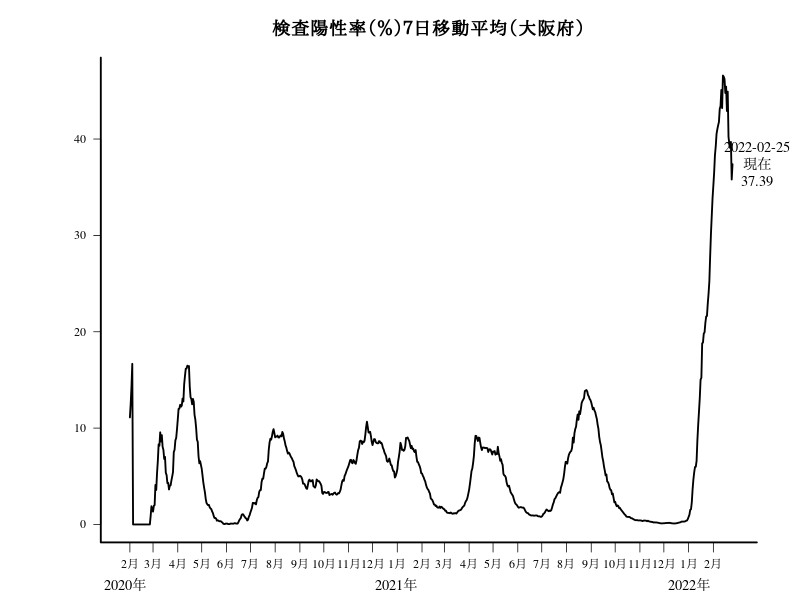 検査陽性率(%)7日移動平均(大阪府)
40
2022-02-25
現在
37.39
30
20
10
0
2月 3月 4月 5月 6月 7月 8月 9月 10月 11月 12月 1月 2月 3月 4月 5月 6月 7月 8月 9月 10月 11月 12月 1月 2月
2020年 2021年 2022年